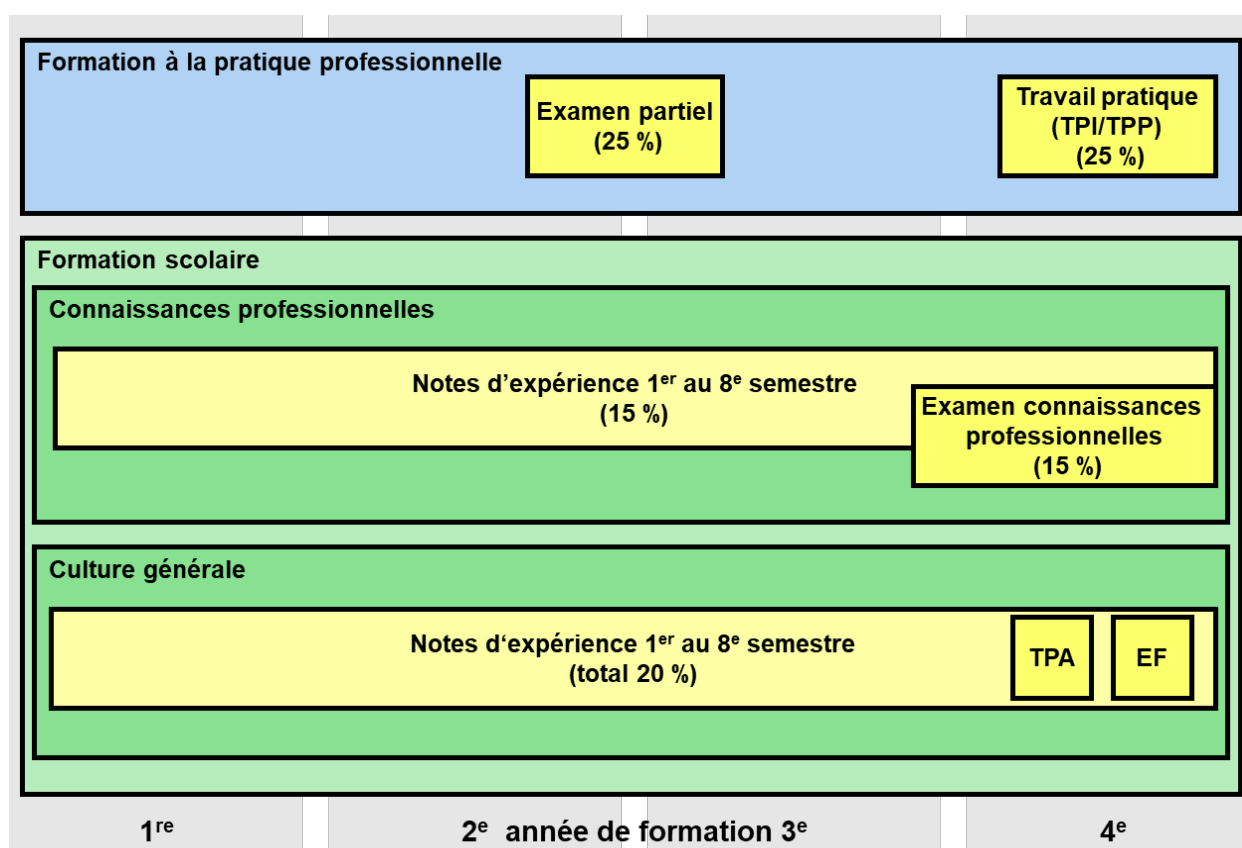 Formation à la pratique professionnelle
Examen partiel
(25 %)
Travail pratique
(TPI/TPP)
(25 %)
Formation scolaire
Connaissances professionnelles
Notes d’expérience 1er au 8e semestre
(15 %)
Examen connaissances
professionnelles
(15 %)
Culture générale
Notes d‘expérience 1er au 8e semestre
(total 20 %)
TPA
EF
1re 2e année de formation 3e 4e